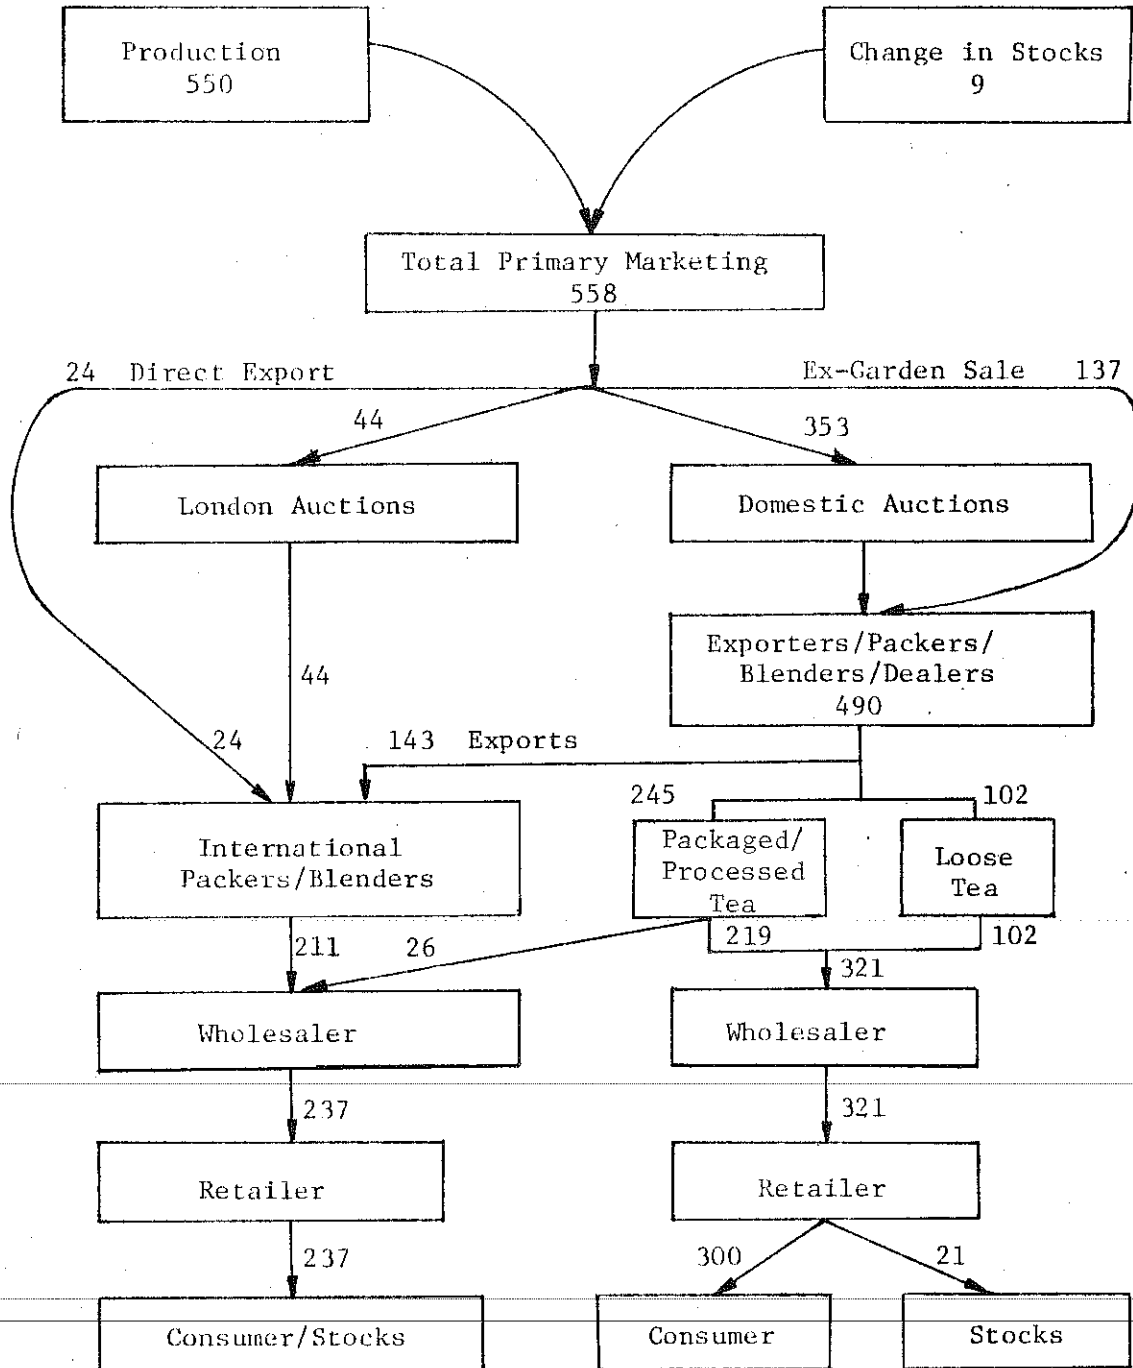 Production
550
Change in Stocks
9
Total Primary Marketing
558
24 Direct Export
Ex-Garden Sale 137
44
353
London Auctions
Domestic Auctions
Exporters/Packers/
Blenders/Dealers
490
44
24
143 Exports
245
102
International
Packers/Blenders
Packaged/
Processed
Tea
Loose
Tea
211
26
219
102
321
Wholesaler
Wholesaler
237
321
Retailer
Retailer
237
300
21
Consumer/Stocks
Consumer
Stocks